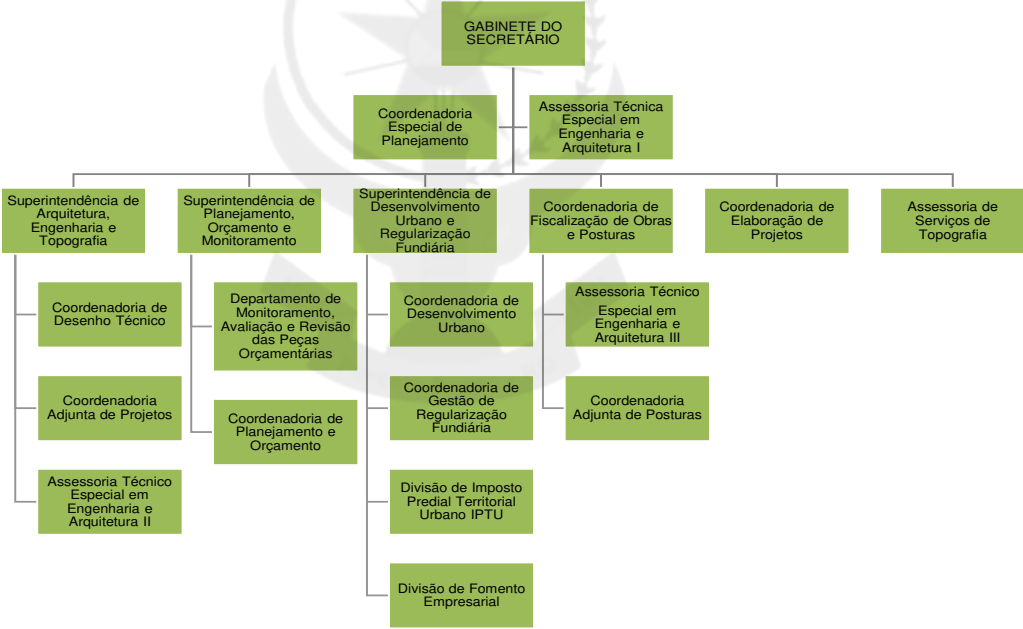 GABINETE DO
SECRETÁRIO
Coordenadoria
Especial de
Planejamento
Assessoria Técnica
Especial em
Engenharia e
Arquitetura I
Superintendência de
Arquitetura,
Engenharia e
Topografia
Superintendência de
Planejamento,
Orçamento e
Monitoramento
Superintendência de
Desenvolvimento
Urbano e
Regularização
Fundiária
Coordenadoria de
Fiscalização de Obras
e Posturas
Coordenadoria de
Elaboração de
Projetos
Assessoria de
Serviços de
Topografia
Coordenadoria de
Desenho Técnico
Coordenadoria
Adjunta de Projetos
Assessoria Técnico
Especial em
Engenharia e
Arquitetura II
Departamento de
Monitoramento,
Avaliação e Revisão
das Peças
Orçamentárias
Coordenadoria de
Planejamento e
Orçamento
Coordenadoria de
Desenvolvimento
Urbano
Coordenadoria de
Gestão de
Regularização
Fundiária
Divisão de Imposto
Predial Territorial
Urbano IPTU
Divisão de Fomento
Empresarial
Assessoria Técnico
Especial em
Engenharia e
Arquitetura III
Coordenadoria
Adjunta de Posturas